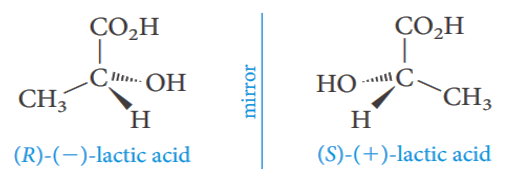 CO₂H
C OH
CH₃
H
(R)-(−)-lactic acid
mirror
CO₂H
HO C
CH₃
H
(S)-(+)-lactic acid